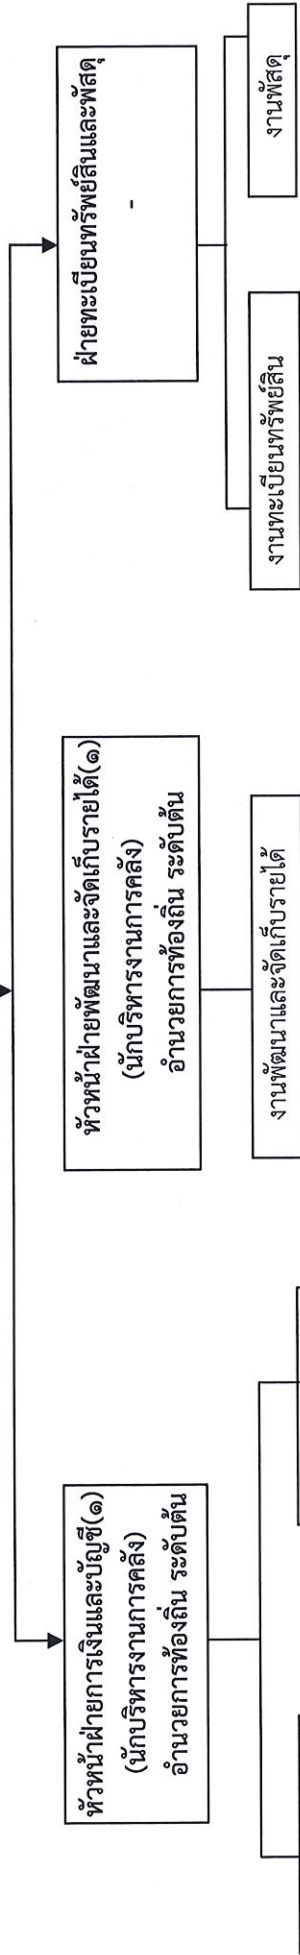 หัวหน้าฝ่ายการเงินและบัญชี(๑)
(นักบริหารงานการคลัง)
อำนวยการท้องถิ่น ระดับต้น
หัวหน้าฝ่ายพัฒนาและจัดเก็บรายได้(๑)
(นักบริหารงานการคลัง)
อำนวยการท้องถิ่น ระดับต้น
ฝ่ายทะเบียนทรัพย์สินและพัสดุ
-
งานพัฒนาและจัดเก็บรายได้
งานทะเบียนทรัพย์สิน
งานพัสดุ